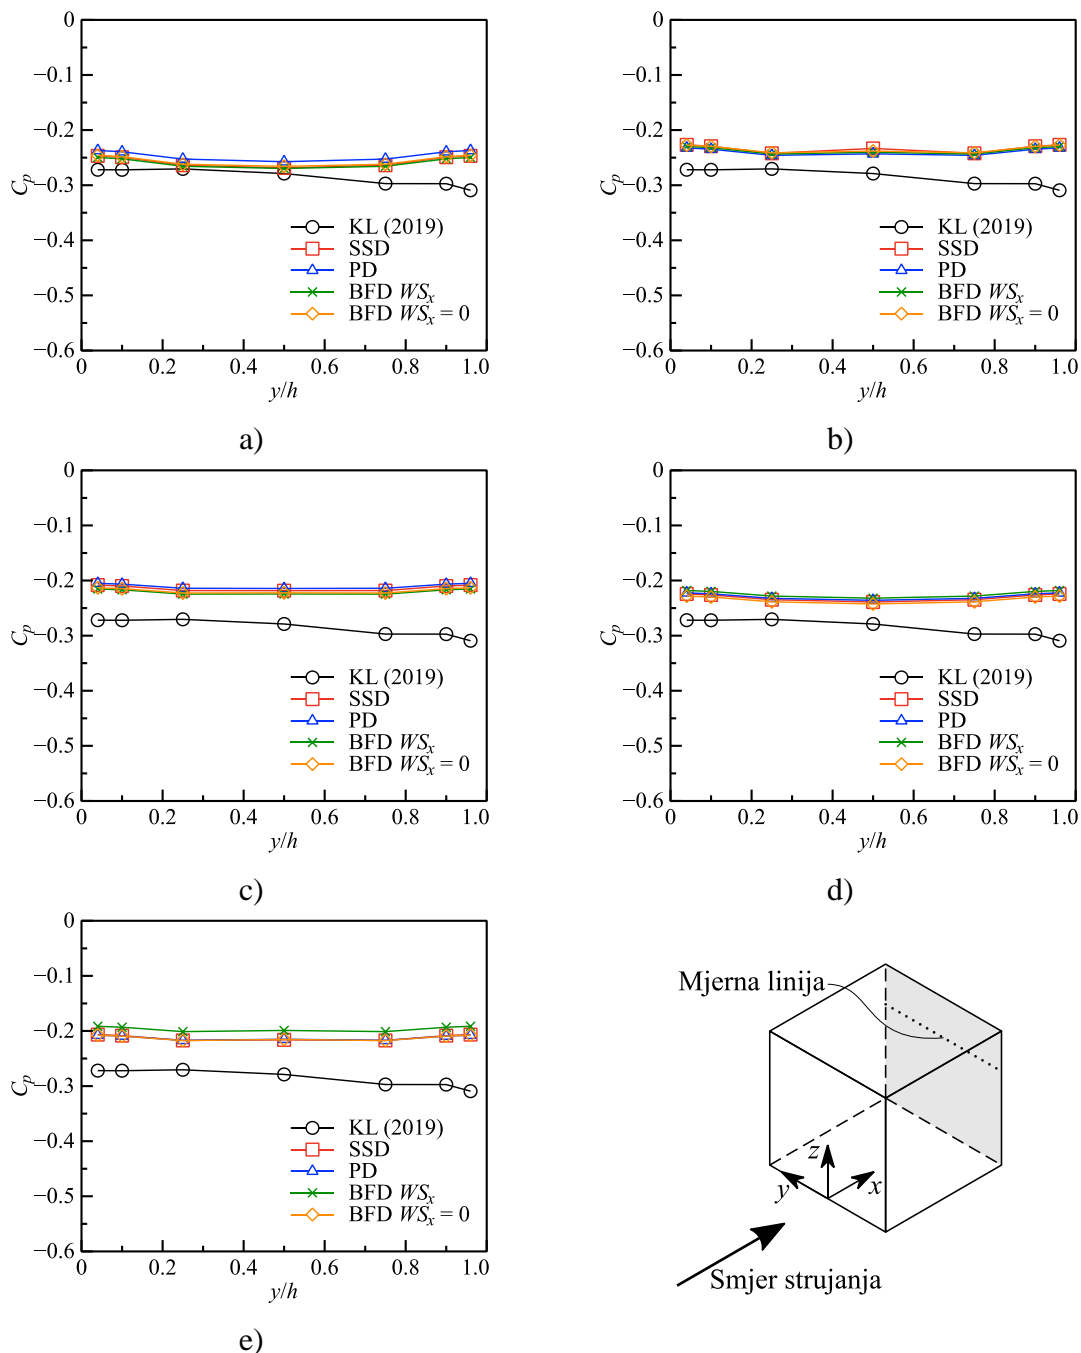 0
−0.1
−0.2
−0.3
−0.4
−0.5
−0.6
Cp
KL (2019)
SSD
PD
BFD WSx
BFD WSx = 0
0 0.2 0.4 0.6 0.8 1.0
y/h
a)
0
−0.1
−0.2
−0.3
−0.4
−0.5
−0.6
Cp
KL (2019)
SSD
PD
BFD WSx
BFD WSx = 0
0 0.2 0.4 0.6 0.8 1.0
y/h
b)
0
−0.1
−0.2
−0.3
−0.4
−0.5
−0.6
Cp
KL (2019)
SSD
PD
BFD WSx
BFD WSx = 0
0 0.2 0.4 0.6 0.8 1.0
y/h
c)
0
−0.1
−0.2
−0.3
−0.4
−0.5
−0.6
Cp
KL (2019)
SSD
PD
BFD WSx
BFD WSx = 0
0 0.2 0.4 0.6 0.8 1.0
y/h
d)
0
−0.1
−0.2
−0.3
−0.4
−0.5
−0.6
Cp
KL (2019)
SSD
PD
BFD WSx
BFD WSx = 0
0 0.2 0.4 0.6 0.8 1.0
y/h
e)
Mjerna linija
z
y
x
Smjer strujanja